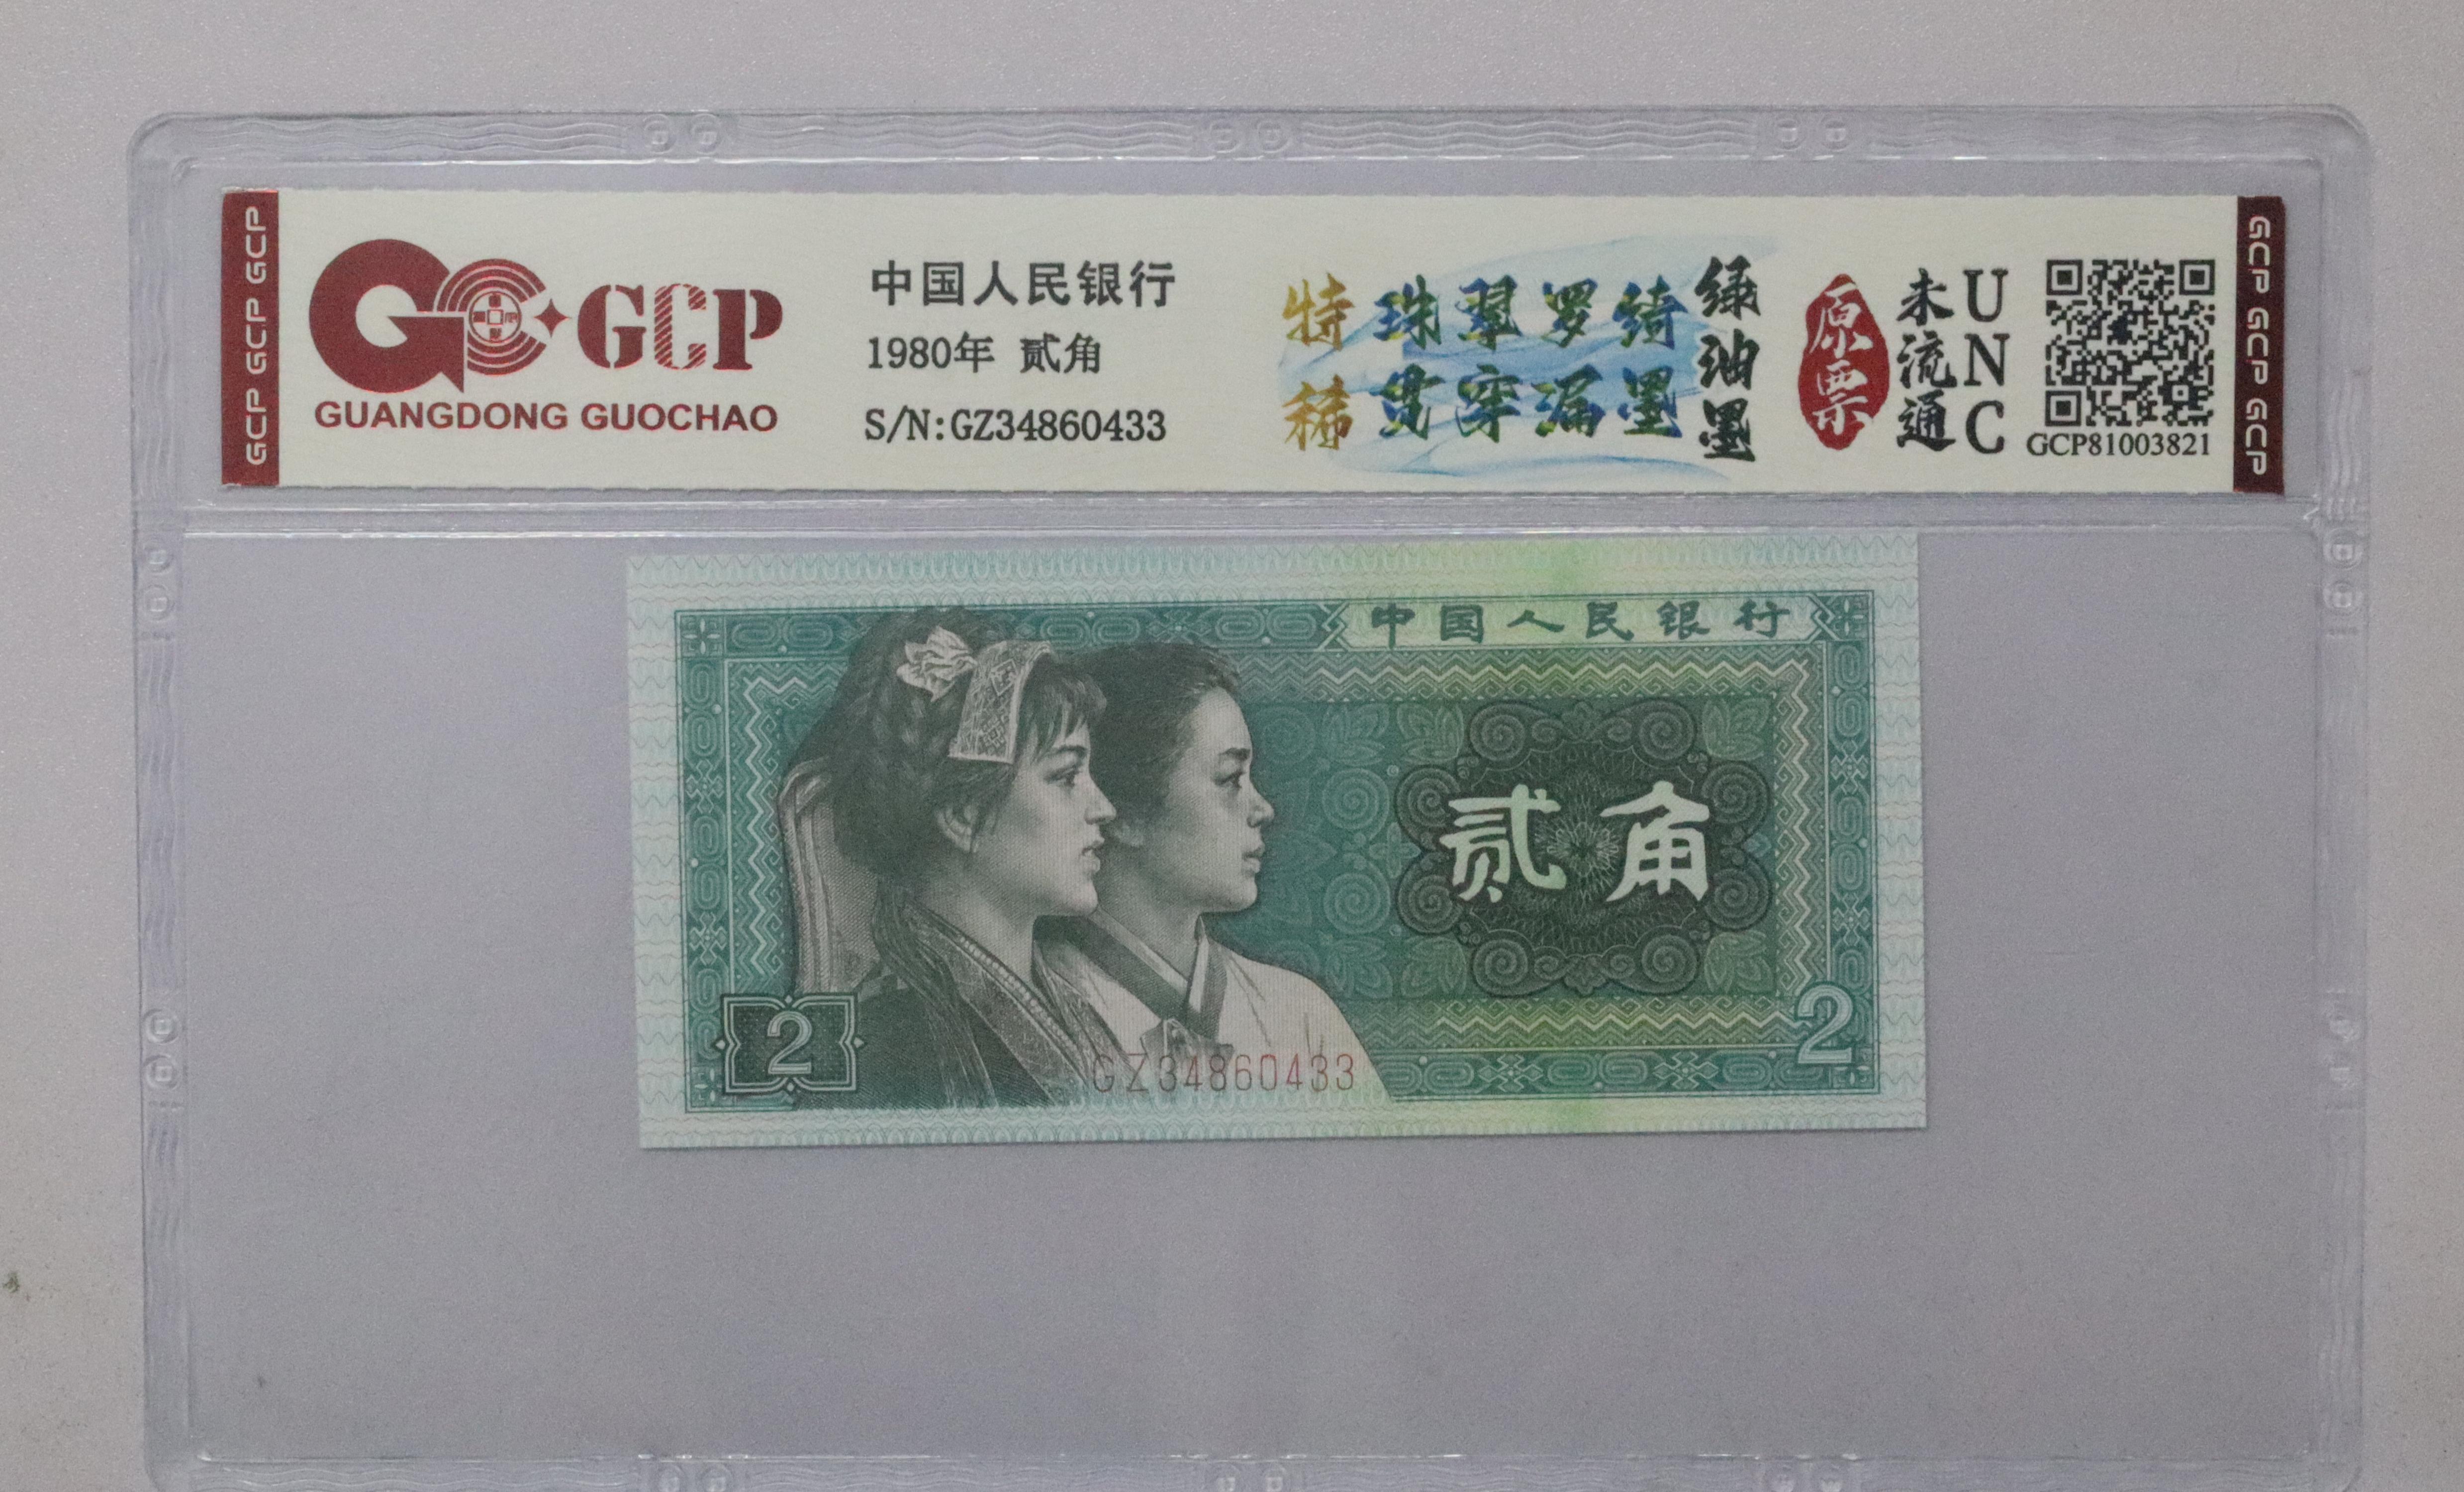 GCP GCP GCP
GCP
GUANGDONG GUOCHAO
中国人民银行
1980年 贰角
S/N:GZ34860433
特稀
珠翠罗绮
贯穿漏墨
绿油墨
原票
未流通
UNC
GCP81003821
GCP GCP GCP
中国人民银行
贰角
2
2
GZ34860433